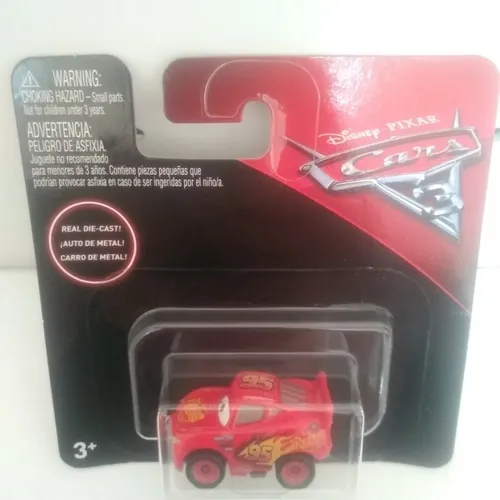 WARNING:
CHOKING HAZARD – Small parts.
Not for children under 3 years.
ADVERTENCIA:
PELIGRO DE ASFIXIA.
Juguete no recomendado
para menores de 3 años. Contiene piezas pequeñas que
podrían provocar asfixia en caso de ser ingeridas por el niño/a.
Disney PIXAR
Cars
3
REAL DIE-CAST!
¡AUTO DE METAL!
CARRO DE METAL!
95
95
3+